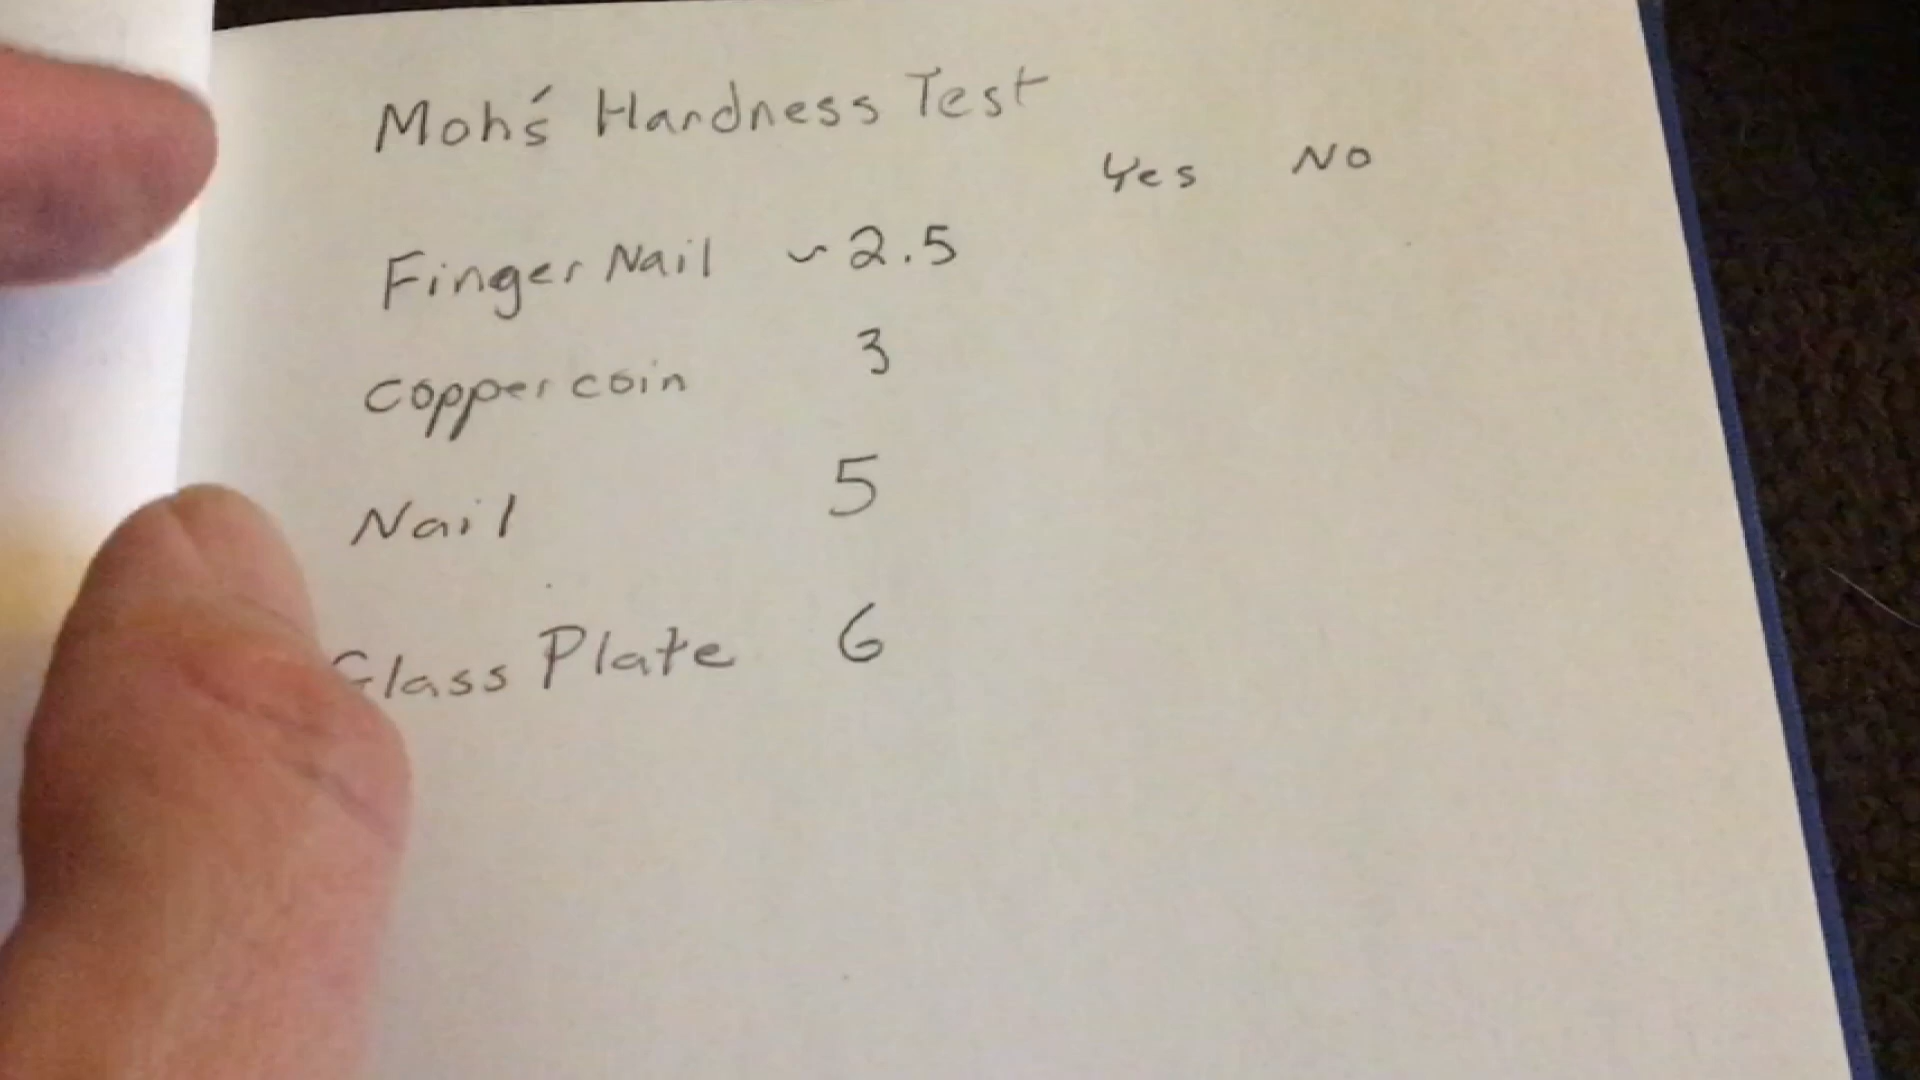 Moh's Hardness Test
Yes No
Finger Nail ~2.5
Copper coin 3
Nail 5
Glass Plate 6